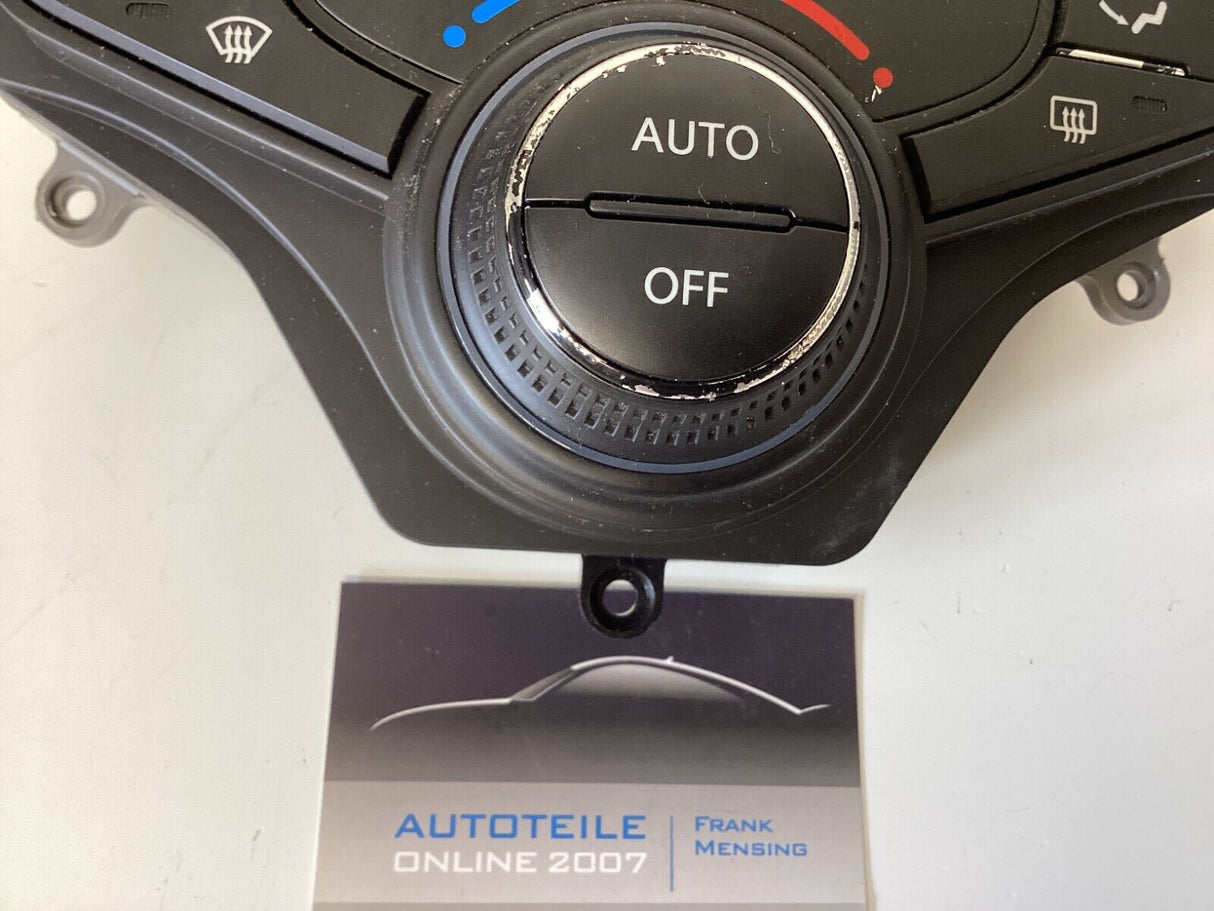 AUTO
OFF
AUTOTEILE
ONLINE 2007
FRANK
MENSING